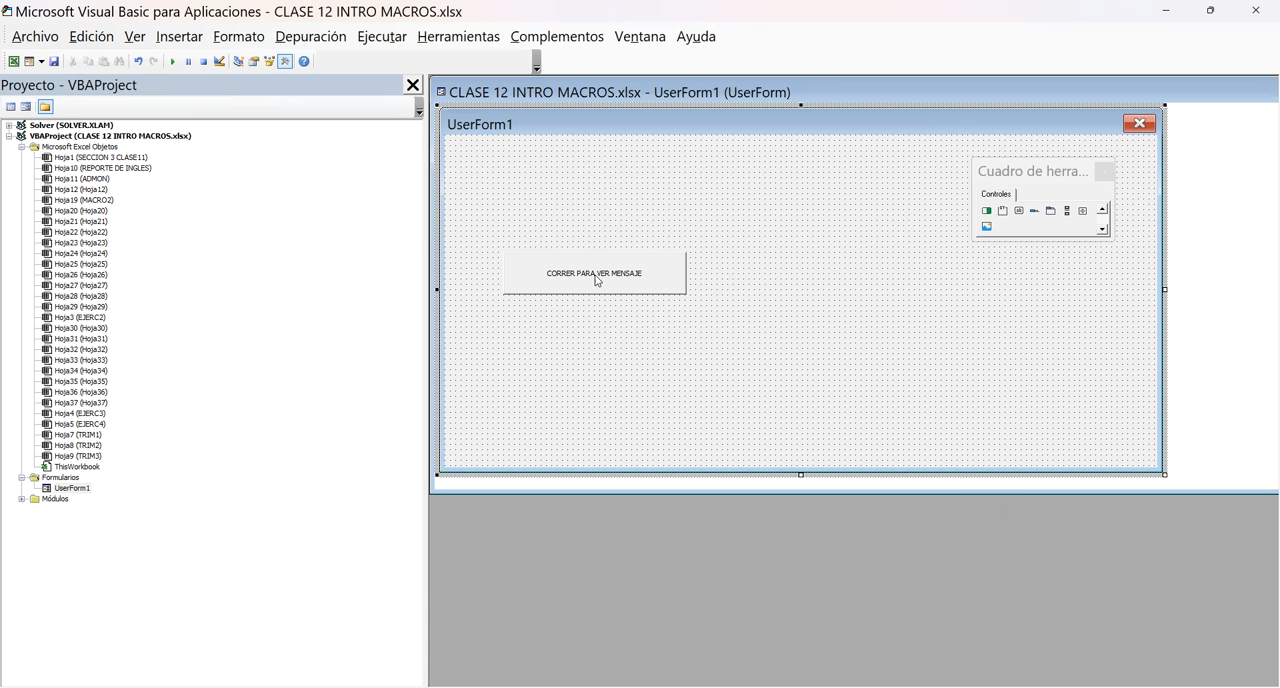 Microsoft Visual Basic para Aplicaciones - CLASE 12 INTRO MACROS.xlsx
Archivo Edición Ver Insertar Formato Depuración Ejecutar Herramientas Complementos Ventana Ayuda
Proyecto - VBAProject
Solver (SOLVER.XLAM)
VBAProject (CLASE 12 INTRO MACROS.xlsx)
Microsoft Excel Objetos
Hoja1 (SECCION 3 CLASE11)
Hoja10 (REPORTE DE INGLES)
Hoja11 (ADMON)
Hoja12 (Hoja12)
Hoja19 (MACRO2)
Hoja20 (Hoja20)
Hoja21 (Hoja21)
Hoja22 (Hoja22)
Hoja23 (Hoja23)
Hoja24 (Hoja24)
Hoja25 (Hoja25)
Hoja26 (Hoja26)
Hoja27 (Hoja27)
Hoja28 (Hoja28)
Hoja29 (Hoja29)
Hoja3 (EJERC2)
Hoja30 (Hoja30)
Hoja31 (Hoja31)
Hoja32 (Hoja32)
Hoja33 (Hoja33)
Hoja34 (Hoja34)
Hoja35 (Hoja35)
Hoja36 (Hoja36)
Hoja37 (Hoja37)
Hoja4 (EJERC3)
Hoja5 (EJERC4)
Hoja7 (TRIM1)
Hoja8 (TRIM2)
Hoja9 (TRIM3)
ThisWorkbook
Formularios
UserForm1
Módulos
CLASE 12 INTRO MACROS.xlsx - UserForm1 (UserForm)
UserForm1
CORRER PARA VER MENSAJE
Cuadro de herra...
Controles